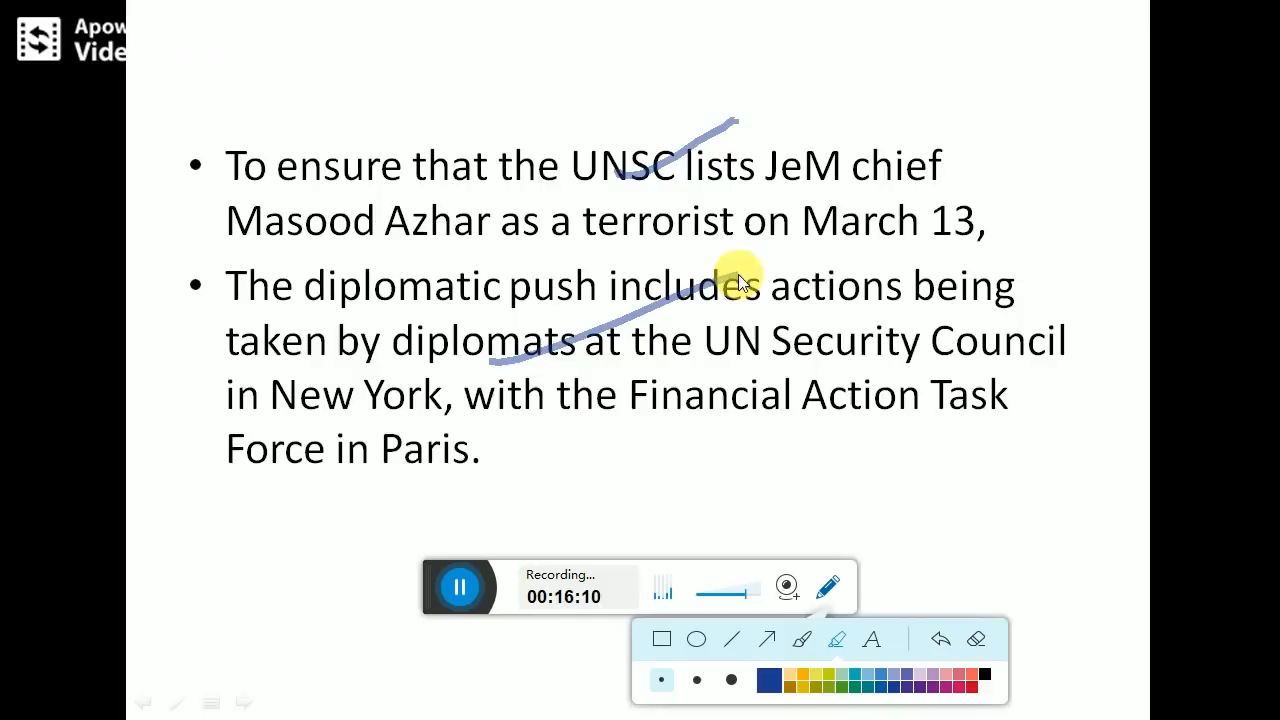 Apow
Vide
• To ensure that the UNSC lists JeM chief
Masood Azhar as a terrorist on March 13,
• The diplomatic push includes actions being
taken by diplomats at the UN Security Council
in New York, with the Financial Action Task
Force in Paris.
Recording...
00:16:10
A